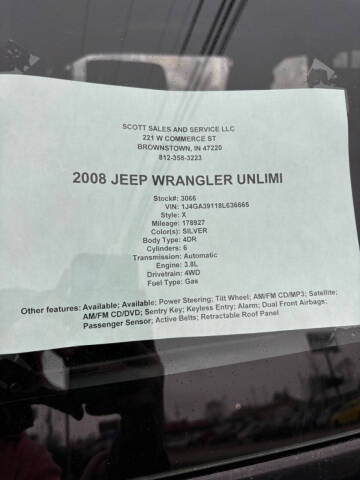 SCOTT SALES AND SERVICE LLC
221 W COMMERCE ST
BROWNSTOWN, IN 47220
812-358-3223
2008 JEEP WRANGLER UNLIMI
Stock#: 3066
VIN: 1J4GA39118L636665
Style: X
Mileage: 178927
Color(s): SILVER
Body Type: 4DR
Cylinders: 6
Transmission: Automatic
Engine: 3.8L
Drivetrain: 4WD
Fuel Type: Gas
Other features: Available; Available; Power Steering; Tilt Wheel; AM/FM CD/MP3; Satellite;
AM/FM CD/DVD; Sentry Key; Keyless Entry; Alarm; Dual Front Airbags;
Passenger Sensor; Active Belts; Retractable Roof Panel